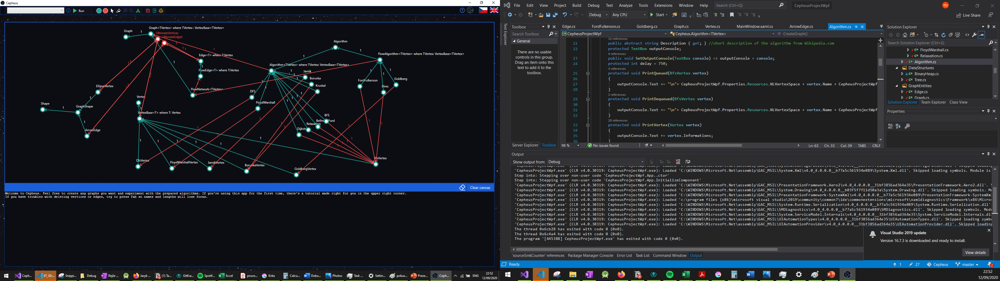 Cepheus
Run
Graph<TVertex> where TVertex : VertexBase<TVertex>
Graph
UltimateVertices
UltimateEdges
Algorithm
Edge<T> where T:Vertex
FlowAlgorithm<TVertex> where TVertex: VertexBase<TVertex>
Algorithm<TVertex> where TVertex: VertexBase<TVertex>
FlowEdge<T> where T:Vertex
Jarnik
Boruvka
Kruskal
FordFulkerson
Goldberg
Dinic
EllipseVertex
FlowNetwork<TVertex>
DFS
Vertex
FloydWarshall
Shape
GraphShape
VertexBase<T> where T: Vertex
BFS
Relaxation
ArrowEdge
DfsVertex
FloydWarshallVertex
JarnikVertex
BoruvkaVertex
GoldbergVertex
BfsVertex
Clear canvas
Welcome to Cepheus. Feel free to create any graphs you want and experiment with the prepared algorithms. If you're using this app for the first time, there's a tutorial made right for you in the upper right corner.
If you have troubles with deleting vertices or edges, try to press Tab so names and lengths will lose focus.
Ceph... 07_SEr... Snippi... Debug Rejže ... Jazyk ... (1) Ta... GitKra... Spotif... Excel pruvo... Krita Calcu... Doku... Photos Task ... Settin... pokus... Preze... Ceph... ENG 22:52
12/09/2020
File Edit View Project Build Debug Test Analyze Tools Extensions Window Help Search (Ctrl+Q) CepheusProjectWpf TM
Debug Any CPU Start Live Share
Test Explorer
Toolbox
Search Toolbox
General
There are no usable
controls in this group.
Drag an item onto this
text to add it to the
toolbox.
Server Explorer Toolbox
Edge.cs FordFulkerson.cs Goldberg.cs Graph.cs Vertex.cs MainWindow.xaml.cs ArrowEdge.cs Algorithm.cs
CepheusProjectWpf Cepheus.Algorithm<TVertex> CreateGraph()
13 references
21 public abstract string Description { get; } //short description of the algorithm from Wikipedia.com
22 protected TextBox outputConsole;
4 references
23 public void SetOutputConsole(TextBox console) => outputConsole = console;
24 protected int delay = 750;
3 references
25 protected void PrintQueued(BfsVertex vertex)
26 {
27 outputConsole.Text += "\n"+ CepheusProjectWpf.Properties.Resources.NLVertexSpace + vertex.Name + CepheusProjectWpf
28 }
2 references
29 protected void PrintDequeued(BfsVertex vertex)
30 {
31 outputConsole.Text += "\n"+ CepheusProjectWpf.Properties.Resources.NLVertexSpace + vertex.Name + CepheusProjectWpf
32 }
20 references
33 protected void PrintVertex(Vertex vertex)
34 {
35 outputConsole.Text += vertex.Informations;
36 }
98 % No issues found Ln: 63 Ch: 33 Col: 39 TABS CRLF
Solution Explorer
Search Solution Explorer (Ctrl+ů)
FloydWarshall.cs
Relaxation.cs
Algorithm.cs
DataStructures
BinaryHeap.cs
Tree.cs
GraphEntities
Edge.cs
Graph.cs
Solution Explorer Team Explorer Class View
Properties
Output
Show output from: Debug
'CepheusProjectWpf.exe' (CLR v4.0.30319: CepheusProjectWpf.exe): Loaded 'C:\WINDOWS\Microsoft.Net\assembly\GAC_MSIL\System.Xml\v4.0_4.0.0.0__b77a5c561934e089\System.Xml.dll'. Skipped loading symbols. Module is
Step into: Stepping over non-user code 'CepheusProjectWpf.App..ctor'
Step into: Stepping over non-user code 'CepheusProjectWpf.App.InitializeComponent'
'CepheusProjectWpf.exe' (CLR v4.0.30319: CepheusProjectWpf.exe): Loaded 'C:\WINDOWS\Microsoft.Net\assembly\GAC_MSIL\PresentationFramework.Aero2\v4.0_4.0.0.0__31bf3856ad364e35\PresentationFramework.Aero2.dll'.
'CepheusProjectWpf.exe' (CLR v4.0.30319: CepheusProjectWpf.exe): Loaded 'C:\WINDOWS\Microsoft.Net\assembly\GAC_MSIL\System.Drawing\v4.0_4.0.0.0__b03f5f7f11d50a3a\System.Drawing.dll'. Skipped loading symbols.
'CepheusProjectWpf.exe' (CLR v4.0.30319: CepheusProjectWpf.exe): Loaded 'C:\WINDOWS\Microsoft.Net\assembly\GAC_MSIL\PresentationFramework-SystemXml\v4.0_4.0.0.0__b77a5c561934e089\PresentationFramework-SystemXml
'CepheusProjectWpf.exe' (CLR v4.0.30319: CepheusProjectWpf.exe): Loaded 'c:\program files (x86)\microsoft visual studio\2019\community\common7\ide\commonextensions\microsoft\xamldiagnostics\Framework\x86\Micros
'CepheusProjectWpf.exe' (CLR v4.0.30319: CepheusProjectWpf.exe): Loaded 'C:\WINDOWS\Microsoft.Net\assembly\GAC_MSIL\System.Runtime.Serialization\v4.0_4.0.0.0__b77a5c561934e089\System.Runtime.Serialization.dll'
'CepheusProjectWpf.exe' (CLR v4.0.30319: CepheusProjectWpf.exe): Loaded 'C:\WINDOWS\Microsoft.Net\assembly\GAC_MSIL\SMDiagnostics\v4.0_4.0.0.0__b77a5c561934e089\SMDiagnostics.dll'. Skipped loading symbols.
'CepheusProjectWpf.exe' (CLR v4.0.30319: CepheusProjectWpf.exe): Loaded 'C:\WINDOWS\Microsoft.Net\assembly\GAC_MSIL\System.ServiceModel.Internals\v4.0_4.0.0.0__31bf3856ad364e35\System.ServiceModel.Internals.dl
'CepheusProjectWpf.exe' (CLR v4.0.30319: CepheusProjectWpf.exe): Loaded 'C:\WINDOWS\Microsoft.Net\assembly\GAC_MSIL\UIAutomationTypes\v4.0_4.0.0.0__31bf3856ad364e35\UIAutomationTypes.dll'. Skipped loading symb
'CepheusProjectWpf.exe' (CLR v4.0.30319: CepheusProjectWpf.exe): Loaded 'C:\WINDOWS\Microsoft.Net\assembly\GAC_MSIL\UIAutomationProvider\v4.0_4.0.0.0__31bf3856ad364e35\UIAutomationProvider.dll'. Skipped loading
The thread 0x6cb28 has exited with code 0 (0x0).
The thread 0x6c4a4 has exited with code 0 (0x0).
The program '[445388] CepheusProjectWpf.exe' has exited with code 0 (0x0).
Visual Studio 2019 update
Version 16.7.3 is downloaded and ready to install.
View details
'sourceSinkCounter' references Package Manager Console Error List Task List Command Window Output
Ready 1 27 Cepheus master 2
22:52
12/09/2020